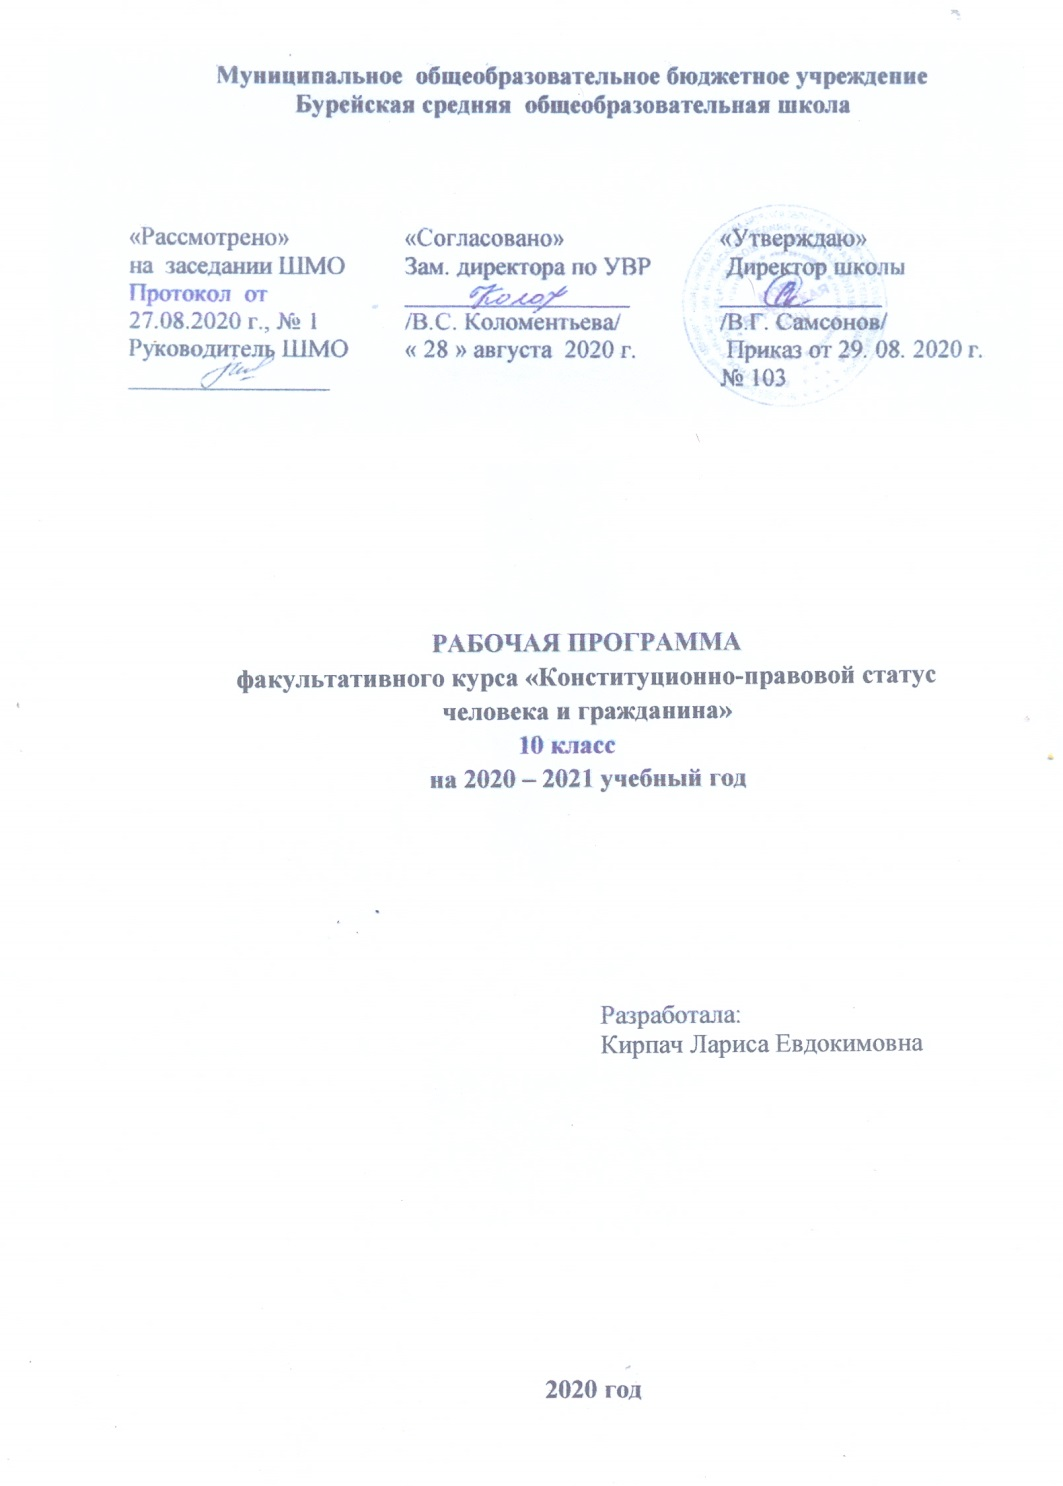 Муниципальное общеобразовательное бюджетное учреждение
Бурейская средняя общеобразовательная школа
«Рассмотрено»
на заседании ШМО
Протокол от
27.08.2020 г., № 1
Руководитель ШМО
«Согласовано»
Зам. директора по УВР
/В.С. Коломентьева/
« 28 » августа 2020 г.
«Утверждаю»
Директор школы
/В.Г. Самсонов/
Приказ от 29. 08. 2020 г.
№ 103
РАБОЧАЯ ПРОГРАММА
факультативного курса «Конституционно-правовой статус
человека и гражданина»
10 класс
на 2020 – 2021 учебный год
Разработала:
Кирпач Лариса Евдокимовна
2020 год